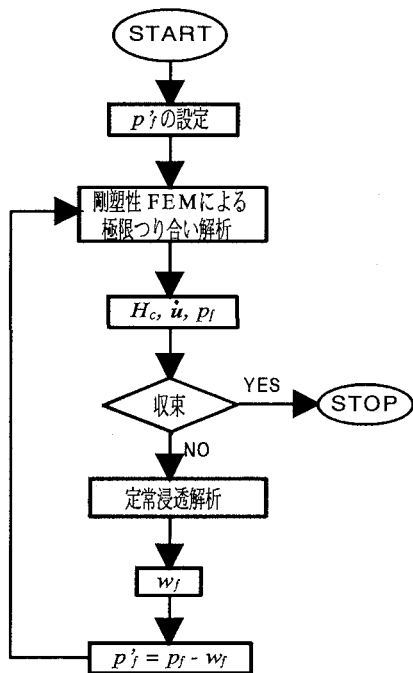 START
p'f の設定
剛塑性 FEMによる
極限つり合い解析
Hc, u̇, pf
収束
YES
STOP
NO
定常浸透解析
wf
p'f = pf - wf